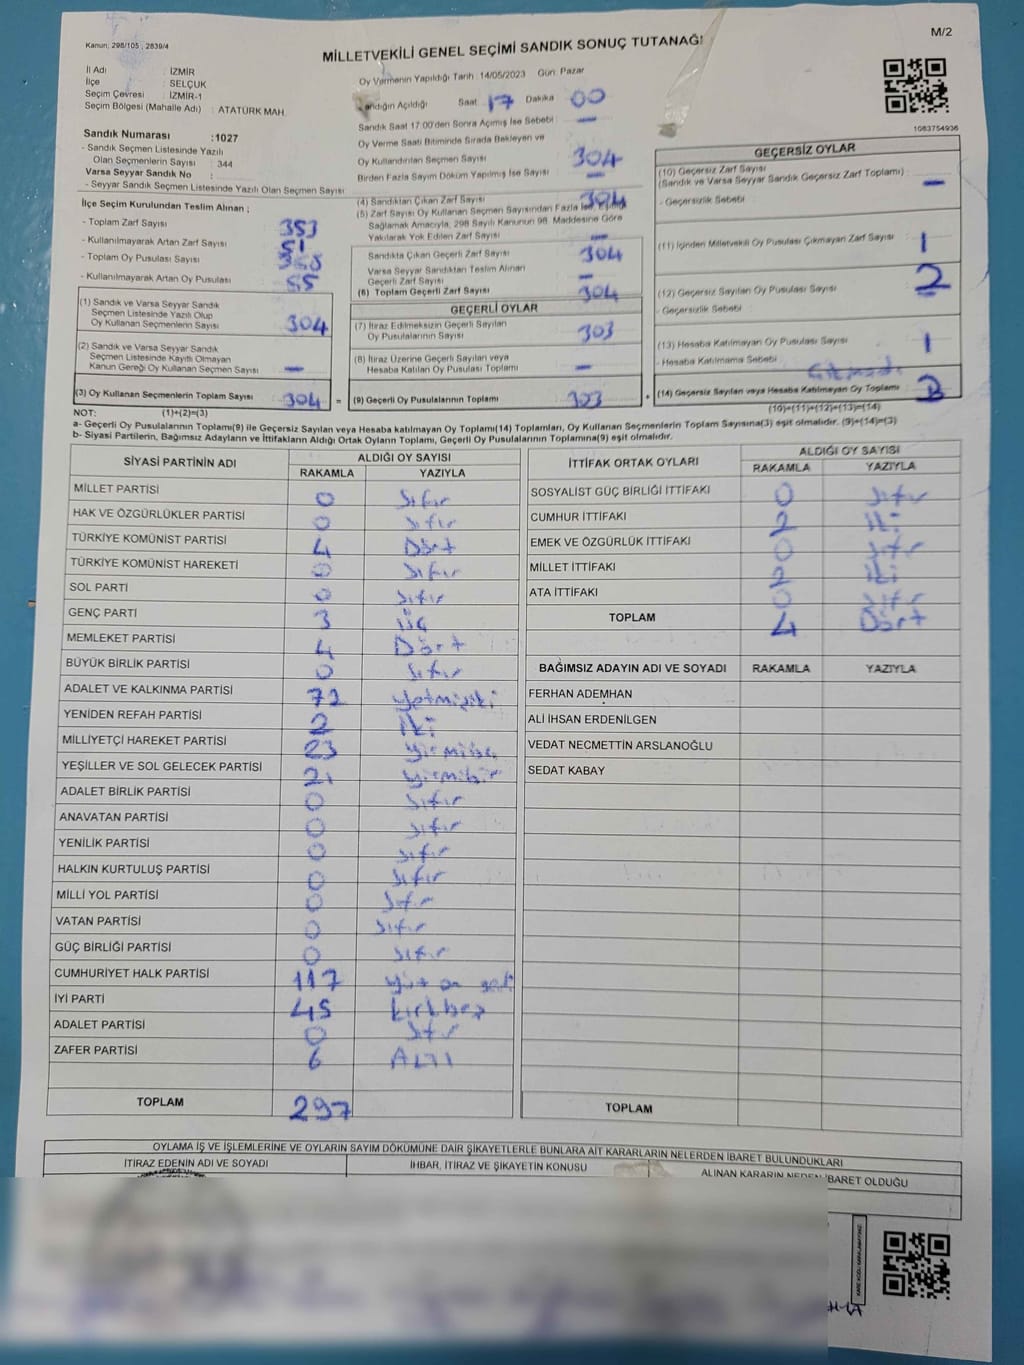 M/2
Kanun: 298/105 , 2839/4
MİLLETVEKİLİ GENEL SEÇİMİ SANDIK SONUÇ TUTANAĞI
İl Adı : İZMİR
İlçe : SELÇUK
Seçim Çevresi : İZMİR-1
Seçim Bölgesi (Mahalle Adı) : ATATÜRK MAH.
Sandık Numarası : 1027
- Sandık Seçmen Listesinde Yazılı
Olan Seçmenlerin Sayısı : 344
Varsa Seyyar Sandık No :
- Seyyar Sandık Seçmen Listesinde Yazılı Olan Seçmen Sayısı
İlçe Seçim Kurulundan Teslim Alınan ;
- Toplam Zarf Sayısı 353
- Kullanılmayarak Artan Zarf Sayısı 51
- Toplam Oy Pusulası Sayısı
- Kullanılmayarak Artan Oy Pusulası
(1) Sandık ve Varsa Seyyar Sandık
Seçmen Listesinde Yazılı Olup
Oy Kullanan Seçmenlerin Sayısı 304
(2) Sandık ve Varsa Seyyar Sandık
Seçmen Listesinde Kayıtlı Olmayan
Kanun Gereği Oy Kullanan Seçmen Sayısı —
(3) Oy Kullanan Seçmenlerin Toplam Sayısı 304 =
Oy Vermenin Yapıldığı Tarih : 14/05/2023 Gün: Pazar
Sandığın Açıldığı Saat 17 Dakika 00
Sandık Saat 17:00'den Sonra Açılmış İse Sebebi —
Oy Verme Saati Bitiminde Sırada Bekleyen ve
Oy Kullandırılan Seçmen Sayısı 304
Birden Fazla Sayım Döküm Yapılmış İse Sayısı —
(4) Sandıktan Çıkan Zarf Sayısı 304
(5) Zarf Sayısı Oy Kullanan Seçmen Sayısından Fazla İse, Eşitliği
Sağlamak Amacıyla, 298 Sayılı Kanunun 98. Maddesine Göre
Yakılarak Yok Edilen Zarf Sayısı —
Sandıkta Çıkan Geçerli Zarf Sayısı 304
Varsa Seyyar Sandıktan Teslim Alınan
Geçerli Zarf Sayısı —
(6) Toplam Geçerli Zarf Sayısı 304
GEÇERLİ OYLAR
(7) İtiraz Edilmeksizin Geçerli Sayılan
Oy Pusulalarının Sayısı 303
(8) İtiraz Üzerine Geçerli Sayılan veya
Hesaba Katılan Oy Pusulası Toplamı —
(9) Geçerli Oy Pusulalarının Toplamı 303 +
1083754936
GEÇERSİZ OYLAR
(10) Geçersiz Zarf Sayısı
(Sandık ve Varsa Seyyar Sandık Geçersiz Zarf Toplamı) : —
- Geçersizlik Sebebi
(11) İçinden Milletvekili Oy Pusulası Çıkmayan Zarf Sayısı 1
(12) Geçersiz Sayılan Oy Pusulası Sayısı 2
- Geçersizlik Sebebi
(13) Hesaba Katılmayan Oy Pusulası Sayısı 1
- Hesaba Katılmama Sebebi
(14) Geçersiz Sayılan veya Hesaba Katılmayan Oy Toplamı
(10)+(11)+(12)+(13)=(14)
NOT: (1)+(2)=(3)
a- Geçerli Oy Pusulalarının Toplamı(9) ile Geçersiz Sayılan veya Hesaba katılmayan Oy Toplamı(14) Toplamları, Oy Kullanan Seçmenlerin Toplam Sayısına(3) eşit olmalıdır. (9)+(14)=(3)
b- Siyasi Partilerin, Bağımsız Adayların ve İttifakların Aldığı Ortak Oyların Toplamı, Geçerli Oy Pusulalarının Toplamına(9) eşit olmalıdır.
SİYASİ PARTİNİN ADI ALDIĞI OY SAYISI
RAKAMLA YAZIYLA
MİLLET PARTİSİ 0 Sıfır
HAK VE ÖZGÜRLÜKLER PARTİSİ 0 Sıfır
TÜRKİYE KOMÜNİST PARTİSİ 4 Dört
TÜRKİYE KOMÜNİST HAREKETİ 0 Sıfır
SOL PARTİ 0 Sıfır
GENÇ PARTİ 3 üç
MEMLEKET PARTİSİ 4 Dört
BÜYÜK BİRLİK PARTİSİ 0 Sıfır
ADALET VE KALKINMA PARTİSİ 72 yetmişiki
YENİDEN REFAH PARTİSİ 2 iki
MİLLİYETÇİ HAREKET PARTİSİ 23 yirmiüç
YEŞİLLER VE SOL GELECEK PARTİSİ 21 yirmibir
ADALET BİRLİK PARTİSİ 0 Sıfır
ANAVATAN PARTİSİ 0 Sıfır
YENİLİK PARTİSİ 0 Sıfır
HALKIN KURTULUŞ PARTİSİ 0 Sıfır
MİLLİ YOL PARTİSİ 0 Sıfır
VATAN PARTİSİ 0 Sıfır
GÜÇ BİRLİĞİ PARTİSİ 0 Sıfır
CUMHURİYET HALK PARTİSİ 117 yüz on yedi
İYİ PARTİ 45 kırkbeş
ADALET PARTİSİ 0 Sıfır
ZAFER PARTİSİ 6 ALTI
TOPLAM 297
İTTİFAK ORTAK OYLARI ALDIĞI OY SAYISI
RAKAMLA YAZIYLA
SOSYALİST GÜÇ BİRLİĞİ İTTİFAKI 0 Sıfır
CUMHUR İTTİFAKI 2 iki
EMEK VE ÖZGÜRLÜK İTTİFAKI 0 Sıfır
MİLLET İTTİFAKI 2 iki
ATA İTTİFAKI 0 Sıfır
TOPLAM 4 Dört
BAĞIMSIZ ADAYIN ADI VE SOYADI RAKAMLA YAZIYLA
FERHAN ADEMHAN
ALİ İHSAN ERDENİLGEN
VEDAT NECMETTİN ARSLANOĞLU
SEDAT KABAY
TOPLAM
OYLAMA İŞ VE İŞLEMLERİNE VE OYLARIN SAYIM DÖKÜMÜNE DAİR ŞİKAYETLERLE BUNLARA AİT KARARLARIN NELERDEN İBARET BULUNDUKLARI
İTİRAZ EDENİN ADI VE SOYADI İHBAR, İTİRAZ VE ŞİKAYETİN KONUSU ALINAN KARARIN NEDEN İBARET OLDUĞU